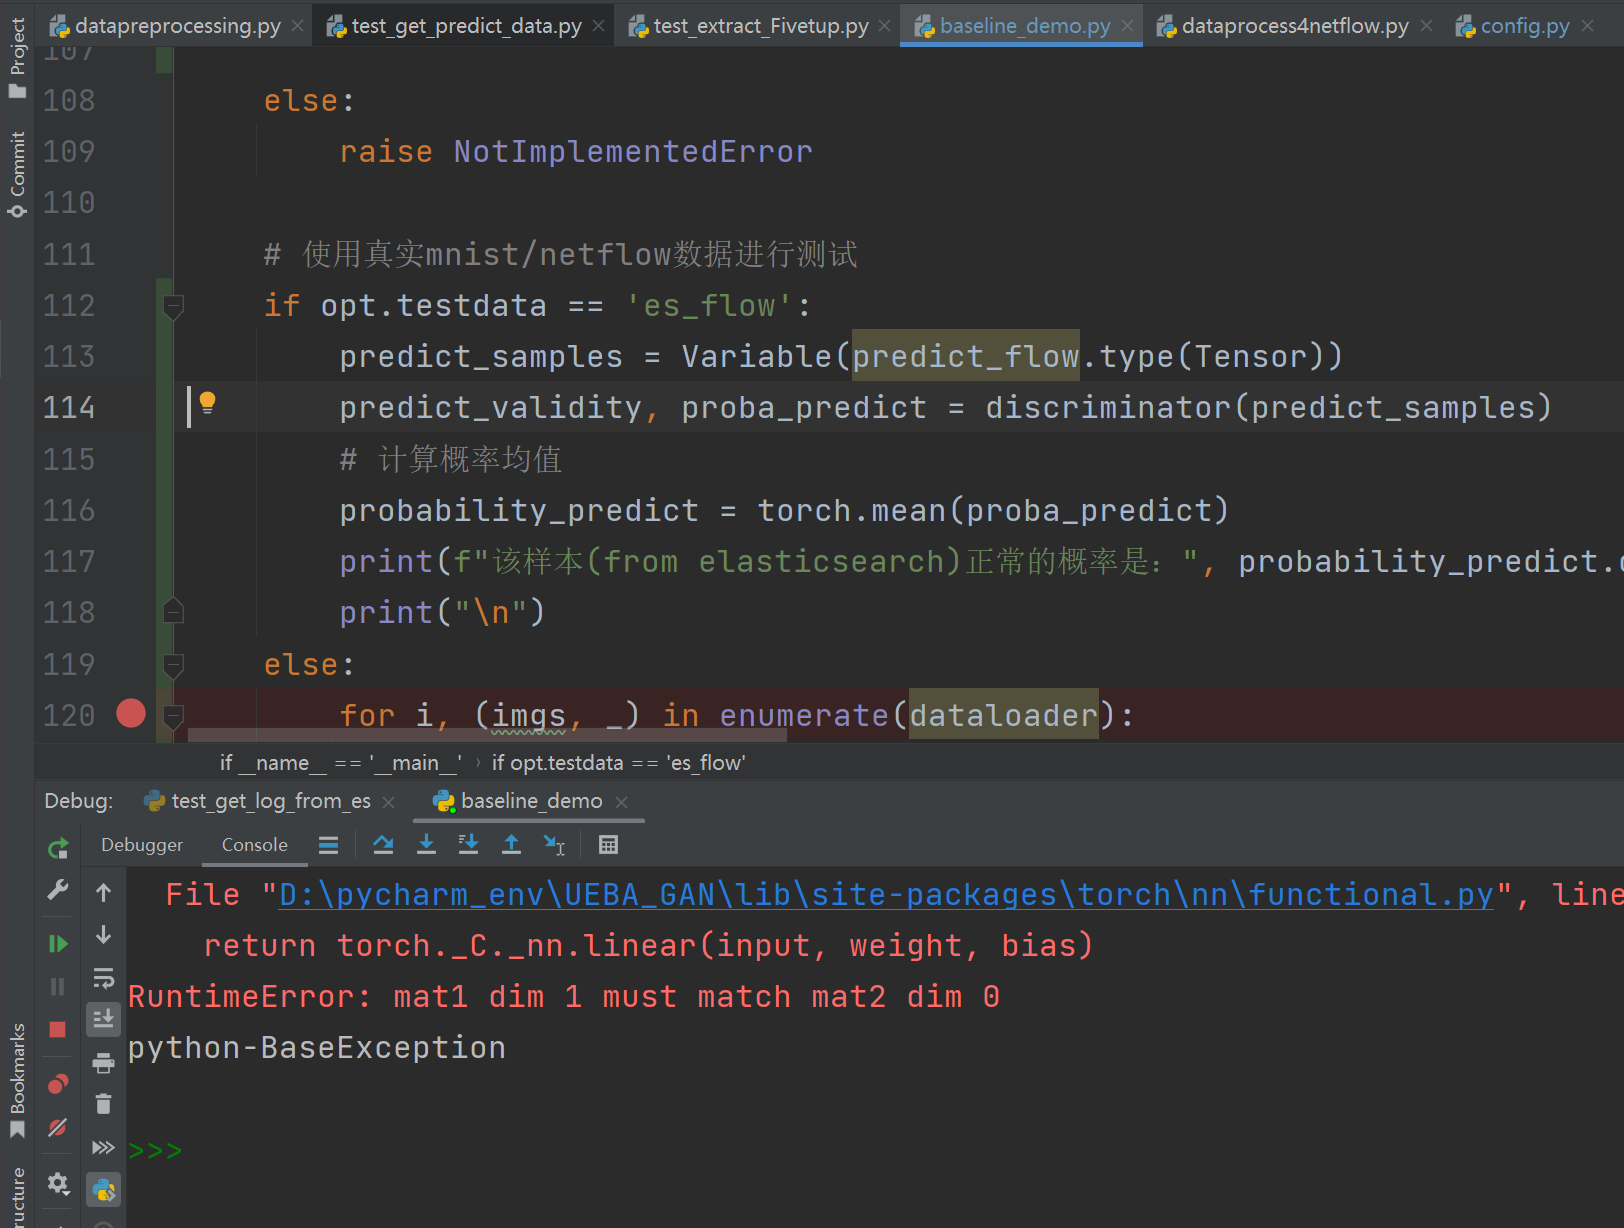 Project
Commit
Bookmarks
ructure
datapreprocessing.py
test_get_predict_data.py
test_extract_Fivetup.py
baseline_demo.py
dataprocess4netflow.py
config.py
107
108 else:
109 raise NotImplementedError
110
111 # 使用真实mnist/netflow数据进行测试
112 if opt.testdata == 'es_flow':
113 predict_samples = Variable(predict_flow.type(Tensor))
114 predict_validity, proba_predict = discriminator(predict_samples)
115 # 计算概率均值
116 probability_predict = torch.mean(proba_predict)
117 print(f"该样本(from elasticsearch)正常的概率是：", probability_predict.
118 print("\n")
119 else:
120 for i, (imgs, _) in enumerate(dataloader):
if __name__ == '__main__' › if opt.testdata == 'es_flow'
Debug: test_get_log_from_es baseline_demo
Debugger Console
File "D:\pycharm_env\UEBA_GAN\lib\site-packages\torch\nn\functional.py", line
return torch._C._nn.linear(input, weight, bias)
RuntimeError: mat1 dim 1 must match mat2 dim 0
python-BaseException
>>>